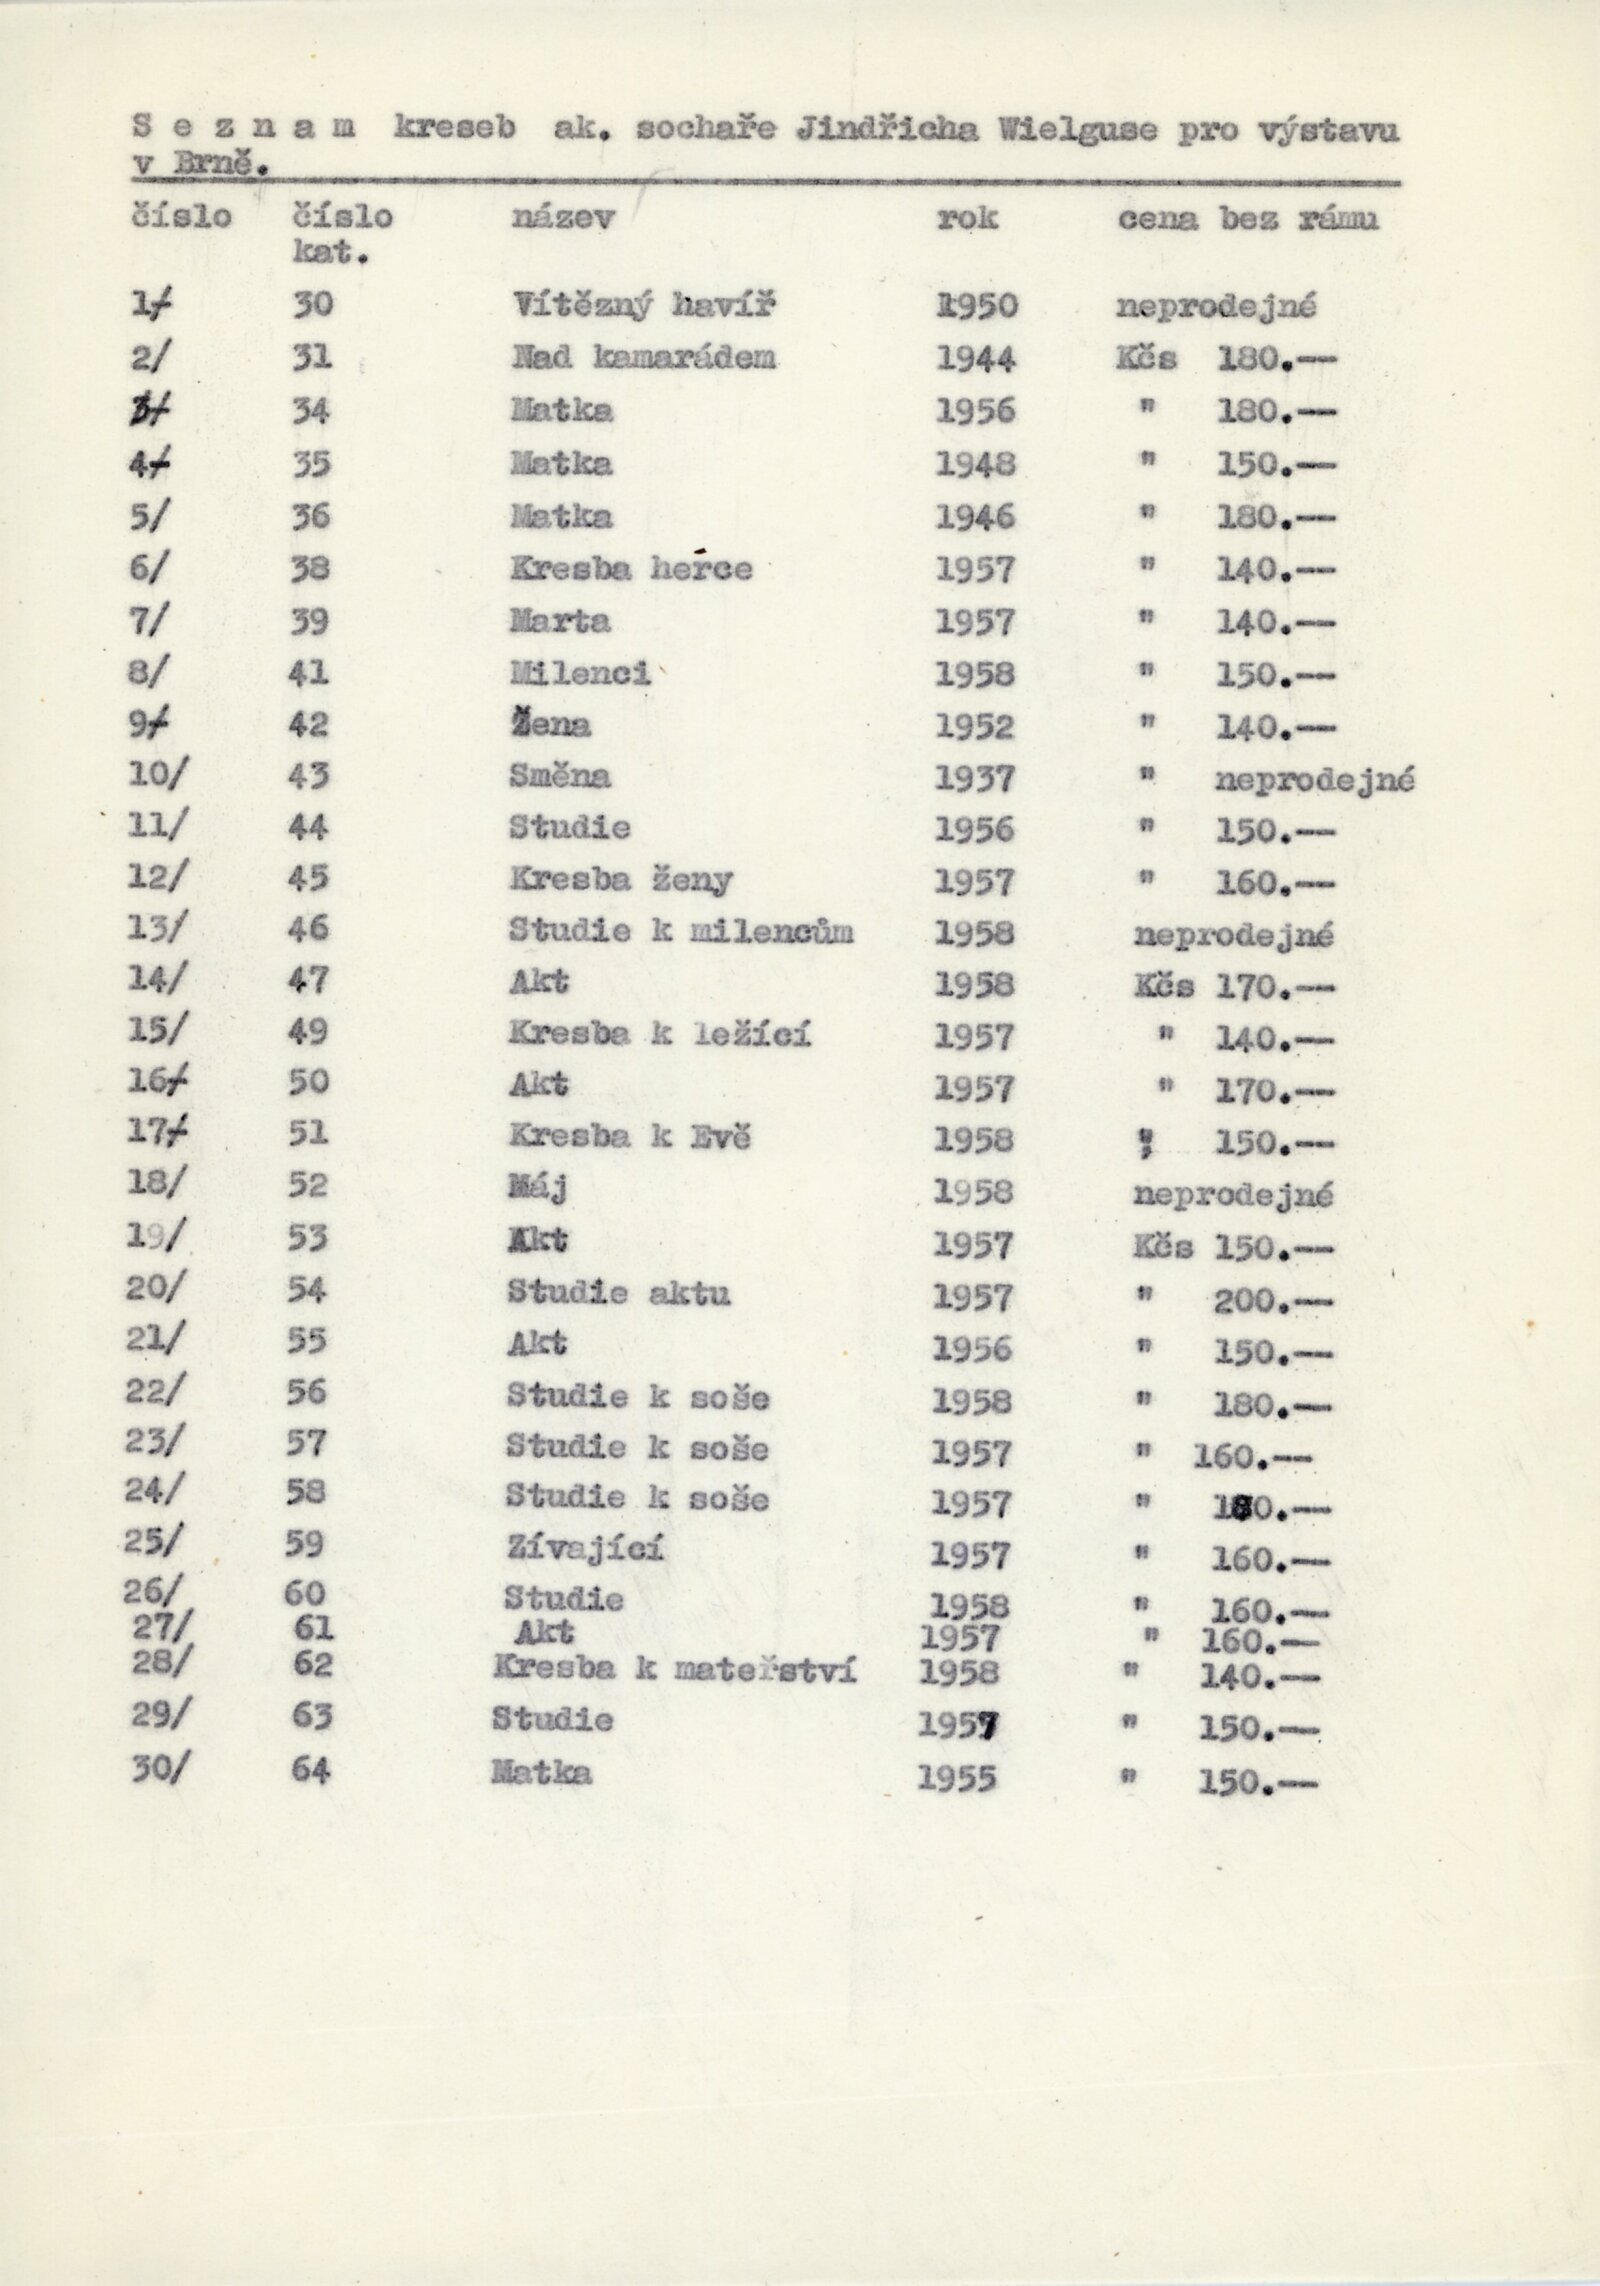 S e z n a m kreseb ak. sochaře Jindřicha Wielguse pro výstavu
v Brně.
číslo číslo název rok cena bez rámu
kat.
1/ 30 Vítězný havíř 1950 neprodejné
2/ 31 Nad kamarádem 1944 Kčs 180.—
3/ 34 Matka 1956 " 180.—
4/ 35 Matka 1948 " 150.—
5/ 36 Matka 1946 " 180.—
6/ 38 Kresba herce 1957 " 140.—
7/ 39 Marta 1957 " 140.—
8/ 41 Milenci 1958 " 150.—
9/ 42 Žena 1952 " 140.—
10/ 43 Směna 1937 " neprodejné
11/ 44 Studie 1956 " 150.—
12/ 45 Kresba ženy 1957 " 160.—
13/ 46 Studie k milencům 1958 neprodejné
14/ 47 Akt 1958 Kčs 170.—
15/ 49 Kresba k ležící 1957 " 140.—
16/ 50 Akt 1957 " 170.—
17/ 51 Kresba k Evě 1958 " 150.—
18/ 52 Máj 1958 neprodejné
19/ 53 Akt 1957 Kčs 150.—
20/ 54 Studie aktu 1957 " 200.—
21/ 55 Akt 1956 " 150.—
22/ 56 Studie k soše 1958 " 180.—
23/ 57 Studie k soše 1957 " 160.—
24/ 58 Studie k soše 1957 " 180.—
25/ 59 Zívající 1957 " 160.—
26/ 60 Studie 1958 " 160.—
27/ 61 Akt 1957 " 160.—
28/ 62 Kresba k mateřství 1958 " 140.—
29/ 63 Studie 1957 " 150.—
30/ 64 Matka 1955 " 150.—